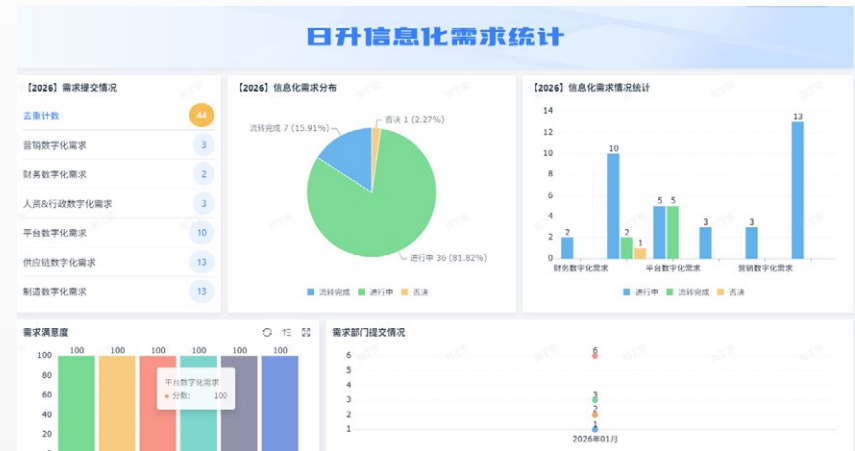 日升信息化需求统计
【2026】需求提交情况
去重计数 44
营销数字化需求 3
财务数字化需求 2
人资&行政数字化需求 3
平台数字化需求 10
供应链数字化需求 13
制造数字化需求 13
【2026】信息化需求分布
否决 1 (2.27%)
流转完成 7 (15.91%)
进行中 36 (81.82%)
流转完成 进行中 否决
【2026】信息化需求情况统计
14
12
10
8
6
4
2
0
2 10 2 1 5 5 3 3 13
财务数字化需求 平台数字化需求 营销数字化需求
进行中 流转完成 否决
需求满意度
100 100 100 100 100 100
100
80
60
40
20
0
平台数字化需求
分数: 100
需求部门提交情况
6
5
4
3
2
1
6
3
2
1
2026年01月